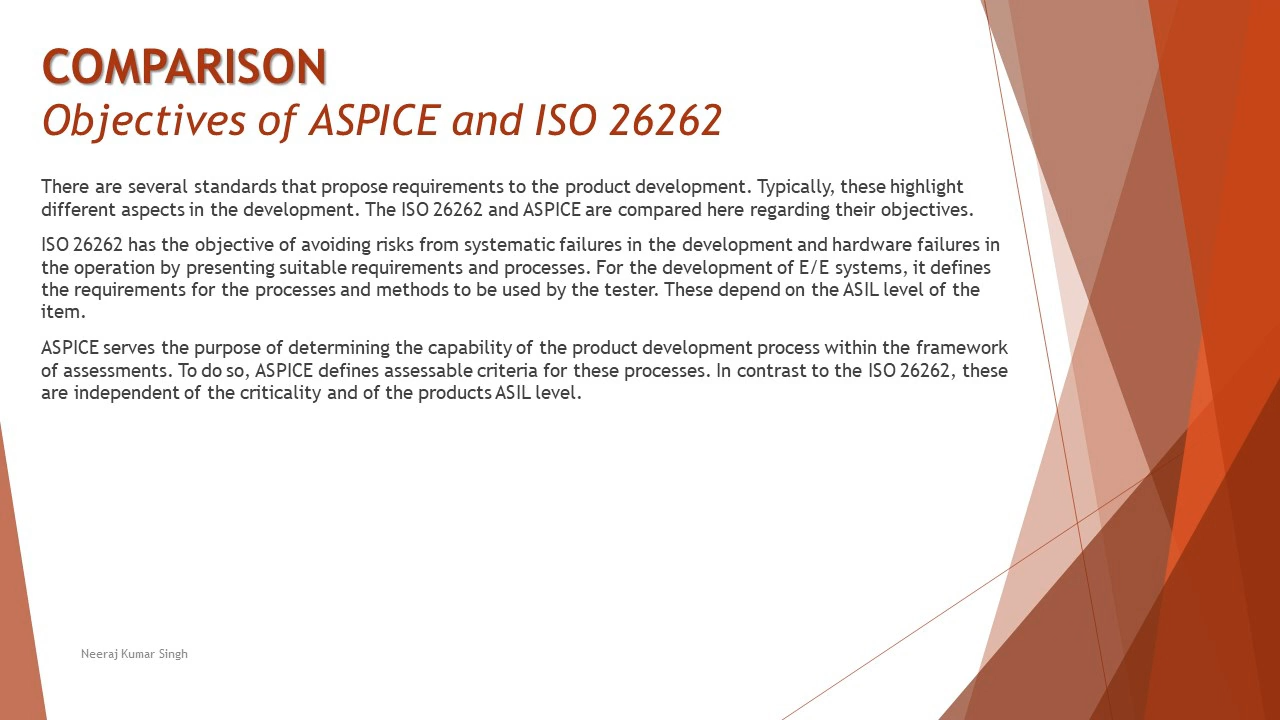 COMPARISON
Objectives of ASPICE and ISO 26262
There are several standards that propose requirements to the product development. Typically, these highlight
different aspects in the development. The ISO 26262 and ASPICE are compared here regarding their objectives.
ISO 26262 has the objective of avoiding risks from systematic failures in the development and hardware failures in
the operation by presenting suitable requirements and processes. For the development of E/E systems, it defines
the requirements for the processes and methods to be used by the tester. These depend on the ASIL level of the
item.
ASPICE serves the purpose of determining the capability of the product development process within the framework
of assessments. To do so, ASPICE defines assessable criteria for these processes. In contrast to the ISO 26262, these
are independent of the criticality and of the products ASIL level.
Neeraj Kumar Singh